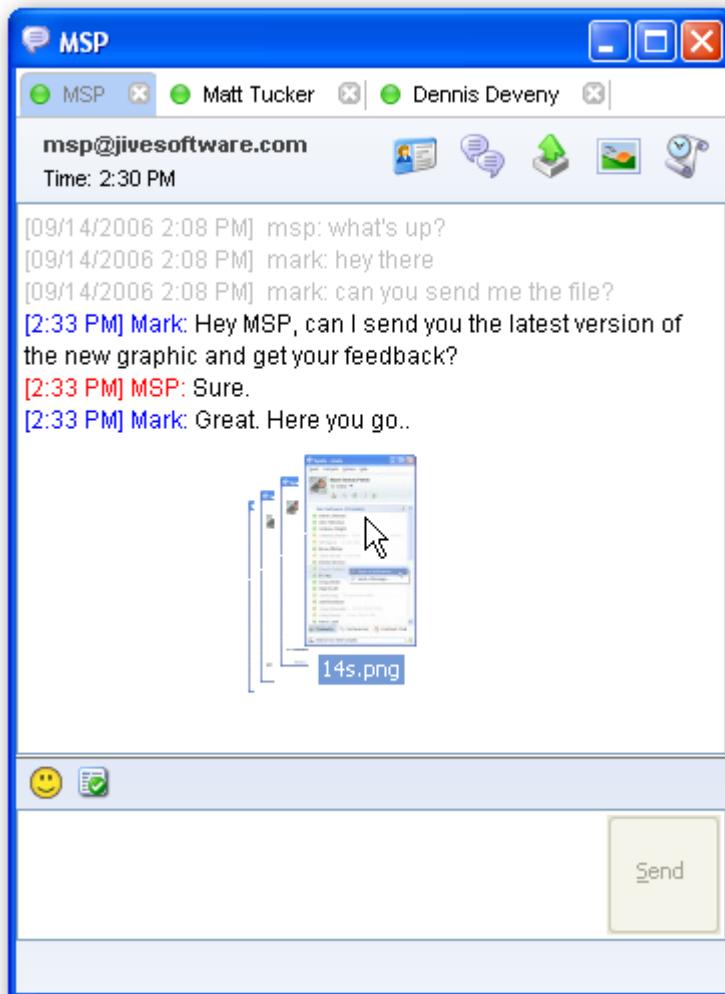 MSP
MSP Matt Tucker Dennis Deveny
msp@jivesoftware.com
Time: 2:30 PM
[09/14/2006 2:08 PM] msp: what's up?
[09/14/2006 2:08 PM] mark: hey there
[09/14/2006 2:08 PM] mark: can you send me the file?
[2:33 PM] Mark: Hey MSP, can I send you the latest version of
the new graphic and get your feedback?
[2:33 PM] MSP: Sure.
[2:33 PM] Mark: Great. Here you go..
14s.png
Send